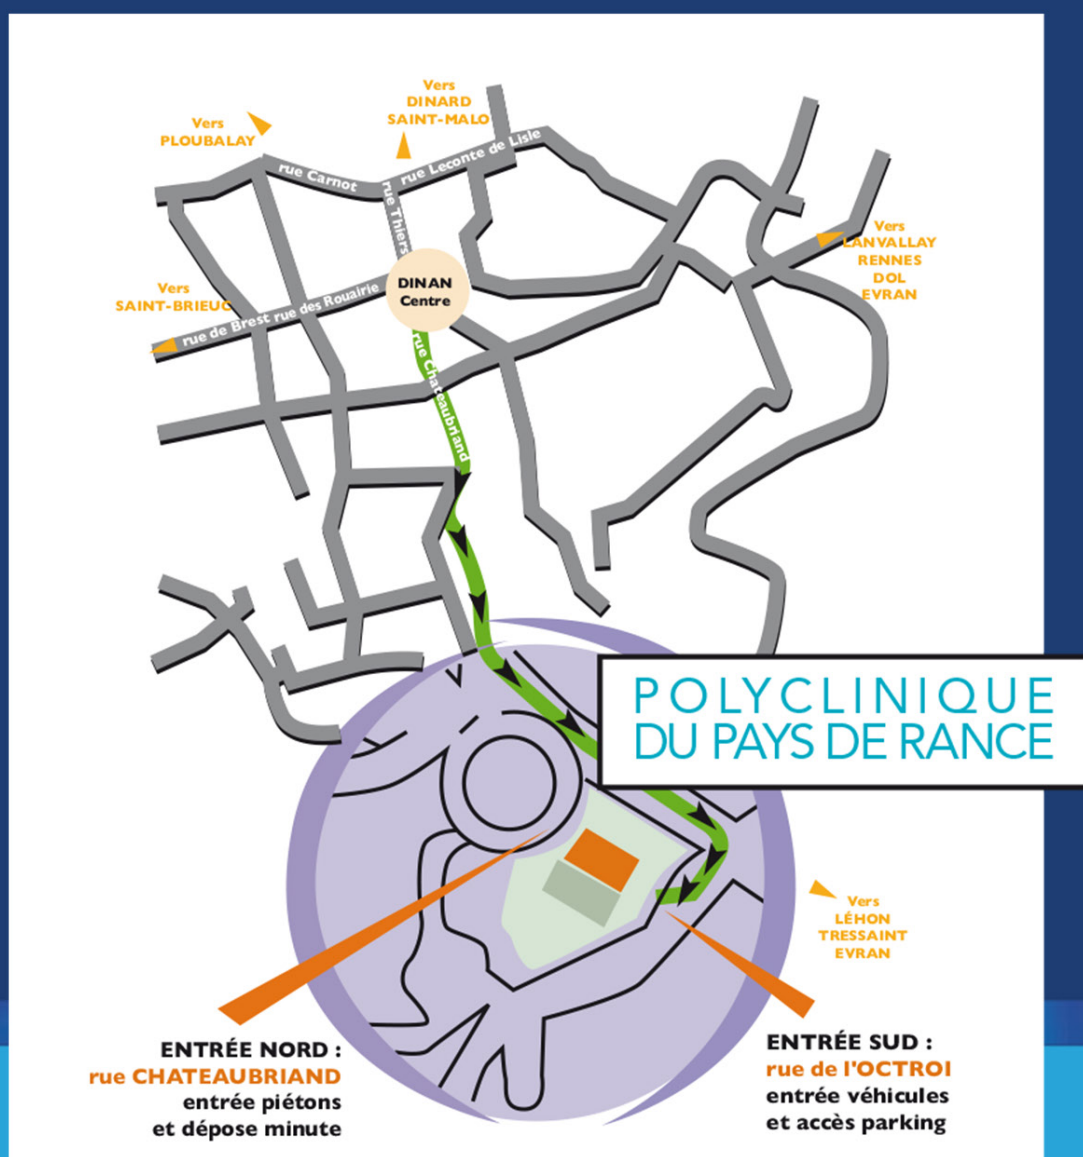 Vers
DINARD
SAINT-MALO
Vers
PLOUBALAY
rue Carnot
rue Leconte de Lisle
rue Thiers
Vers
LANVALLAY
RENNES
DOL
EVRAN
Vers
SAINT-BRIEUC
DINAN
Centre
rue de Brest
rue des Rouairie
rue Chateaubriand
POLYCLINIQUE
DU PAYS DE RANCE
Vers
LÉHON
TRESSAINT
EVRAN
ENTRÉE NORD :
rue CHATEAUBRIAND
entrée piétons
et dépose minute
ENTRÉE SUD :
rue de l'OCTROI
entrée véhicules
et accès parking